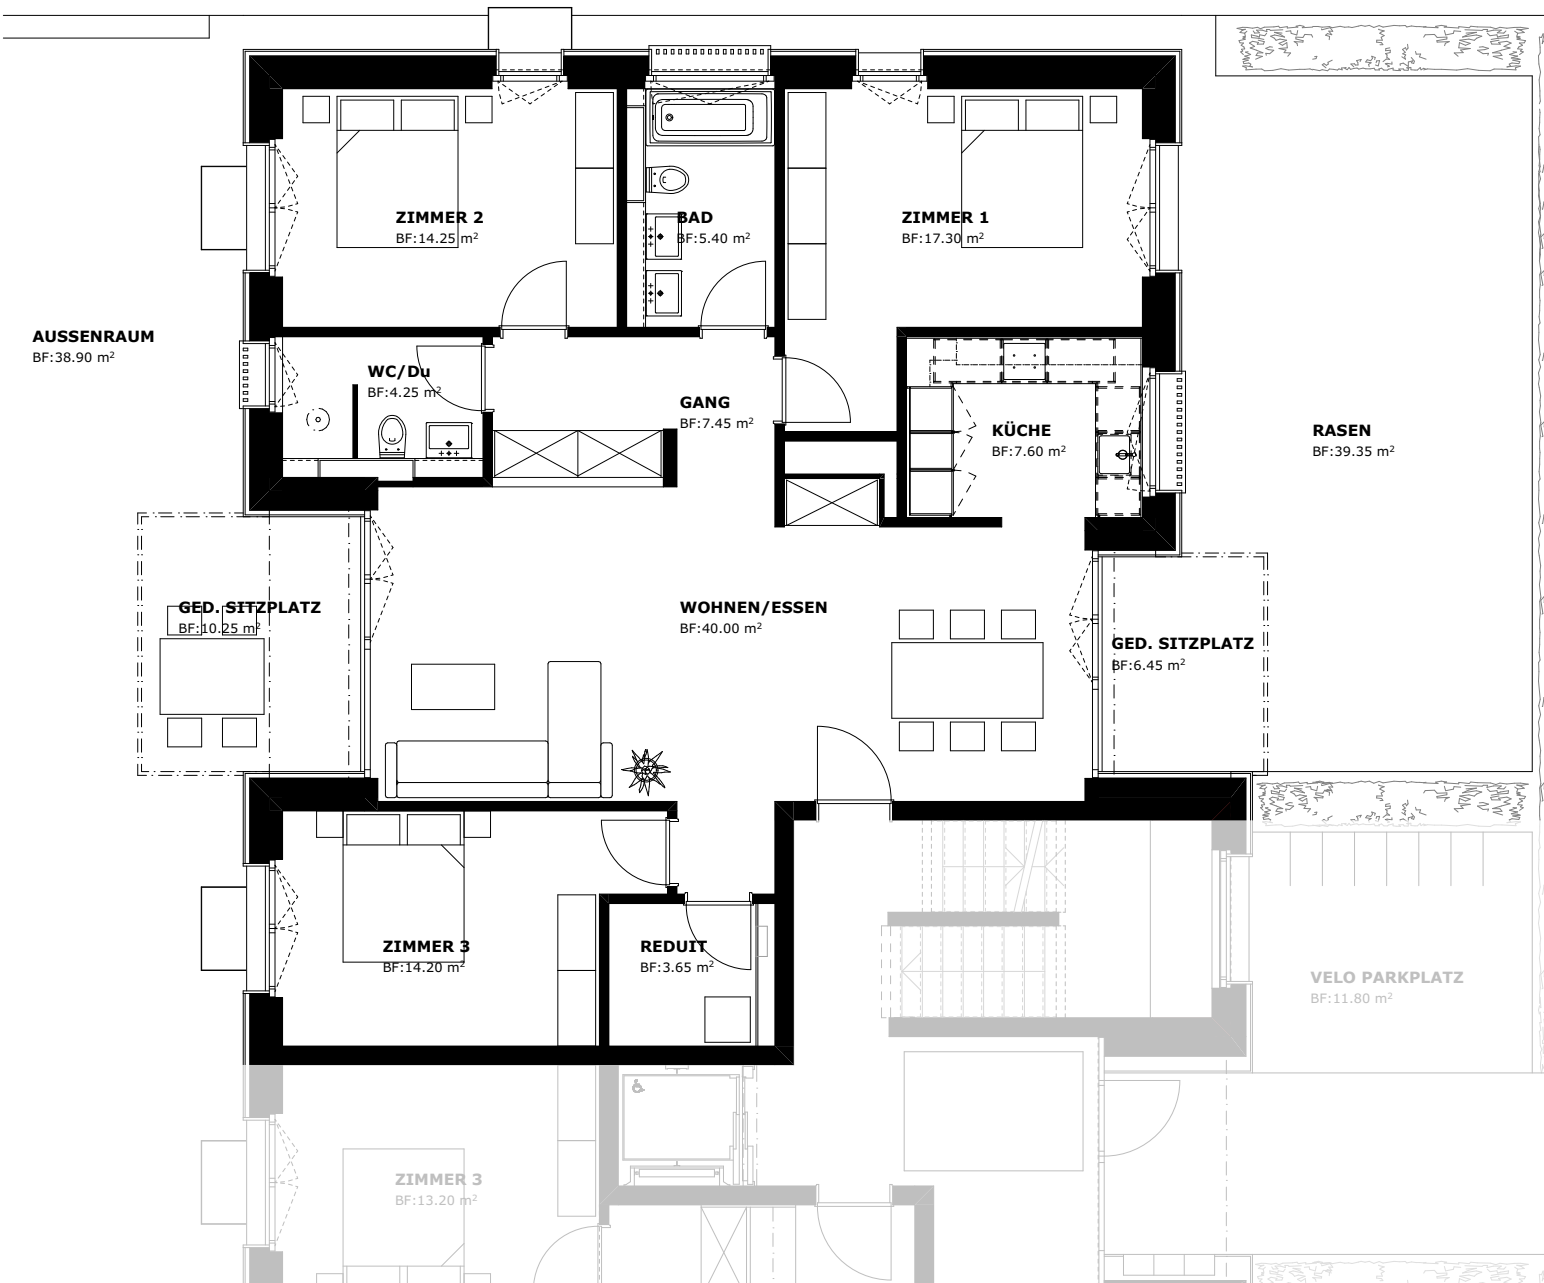 ZIMMER 2
BF:14.25 m²
BAD
BF:5.40 m²
ZIMMER 1
BF:17.30 m²
AUSSENRAUM
BF:38.90 m²
WC/Du
BF:4.25 m²
GANG
BF:7.45 m²
KÜCHE
BF:7.60 m²
RASEN
BF:39.35 m²
GED. SITZPLATZ
BF:10.25 m²
WOHNEN/ESSEN
BF:40.00 m²
GED. SITZPLATZ
BF:6.45 m²
ZIMMER 3
BF:14.20 m²
REDUIT
BF:3.65 m²
VELO PARKPLATZ
BF:11.80 m²
ZIMMER 3
BF:13.20 m²